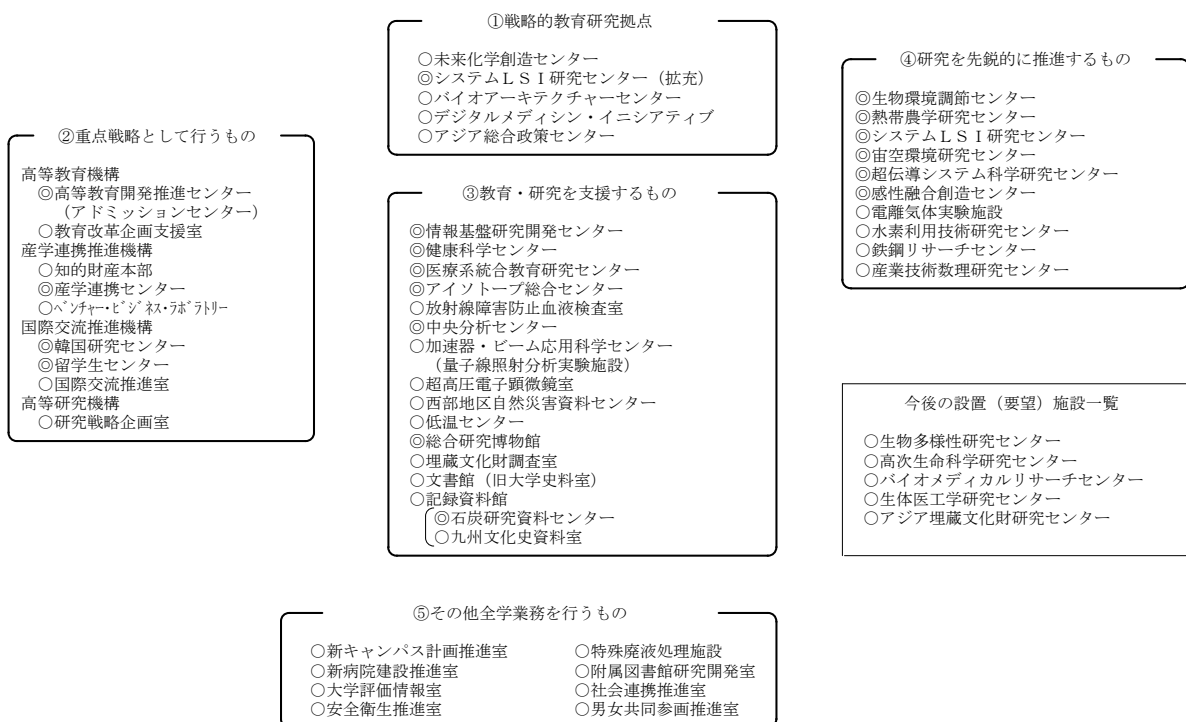 ①戦略的教育研究拠点
○未来化学創造センター
◎システムＬＳＩ研究センター（拡充）
○バイオアーキテクチャーセンター
○デジタルメディシン・イニシアティブ
○アジア総合政策センター
②重点戦略として行うもの
高等教育機構
◎高等教育開発推進センター
（アドミッションセンター）
○教育改革企画支援室
産学連携推進機構
○知的財産本部
◎産学連携センター
○ﾍﾞﾝﾁｬｰ・ﾋﾞｼﾞﾈｽ・ﾗﾎﾞﾗﾄﾘｰ
国際交流推進機構
◎韓国研究センター
◎留学生センター
○国際交流推進室
高等研究機構
○研究戦略企画室
③教育・研究を支援するもの
◎情報基盤研究開発センター
◎健康科学センター
◎医療系統合教育研究センター
◎アイソトープ総合センター
○放射線障害防止血液検査室
◎中央分析センター
○加速器・ビーム応用科学センター
（量子線照射分析実験施設）
○超高圧電子顕微鏡室
○西部地区自然災害資料センター
○低温センター
◎総合研究博物館
○埋蔵文化財調査室
○文書館（旧大学史料室）
○記録資料館
◎石炭研究資料センター
○九州文化史資料室
④研究を先鋭的に推進するもの
◎生物環境調節センター
◎熱帯農学研究センター
◎システムＬＳＩ研究センター
◎宙空環境研究センター
◎超伝導システム科学研究センター
◎感性融合創造センター
○電離気体実験施設
○水素利用技術研究センター
○鉄鋼リサーチセンター
○産業技術数理研究センター
今後の設置（要望）施設一覧
○生物多様性研究センター
○高次生命科学研究センター
○バイオメディカルリサーチセンター
○生体医工学研究センター
○アジア埋蔵文化財研究センター
⑤その他全学業務を行うもの
○新キャンパス計画推進室
○新病院建設推進室
○大学評価情報室
○安全衛生推進室
○特殊廃液処理施設
○附属図書館研究開発室
○社会連携推進室
○男女共同参画推進室